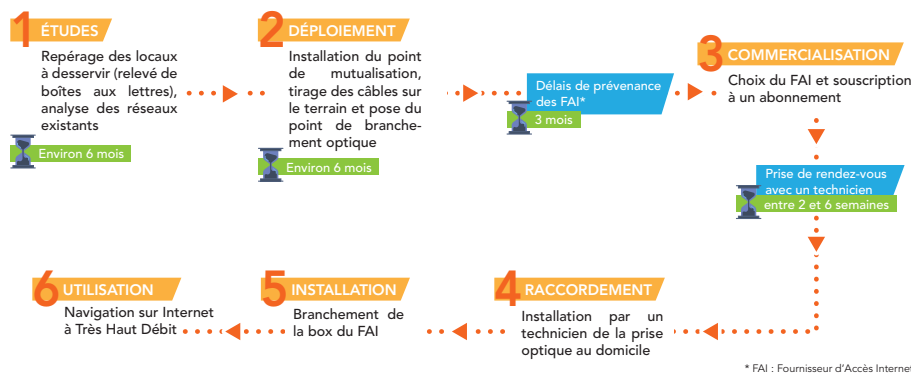 1 ÉTUDES
Repérage des locaux
à desservir (relevé de
boîtes aux lettres),
analyse des réseaux
existants
Environ 6 mois
2 DÉPLOIEMENT
Installation du point
de mutualisation,
tirage des câbles sur
le terrain et pose du
point de branche-
ment optique
Environ 6 mois
Délais de prévenance
des FAI*
3 mois
3 COMMERCIALISATION
Choix du FAI et souscription
à un abonnement
Prise de rendez-vous
avec un technicien
entre 2 et 6 semaines
4 RACCORDEMENT
Installation par un
technicien de la prise
optique au domicile
5 INSTALLATION
Branchement de
la box du FAI
6 UTILISATION
Navigation sur Internet
à Très Haut Débit
* FAI : Fournisseur d'Accès Internet